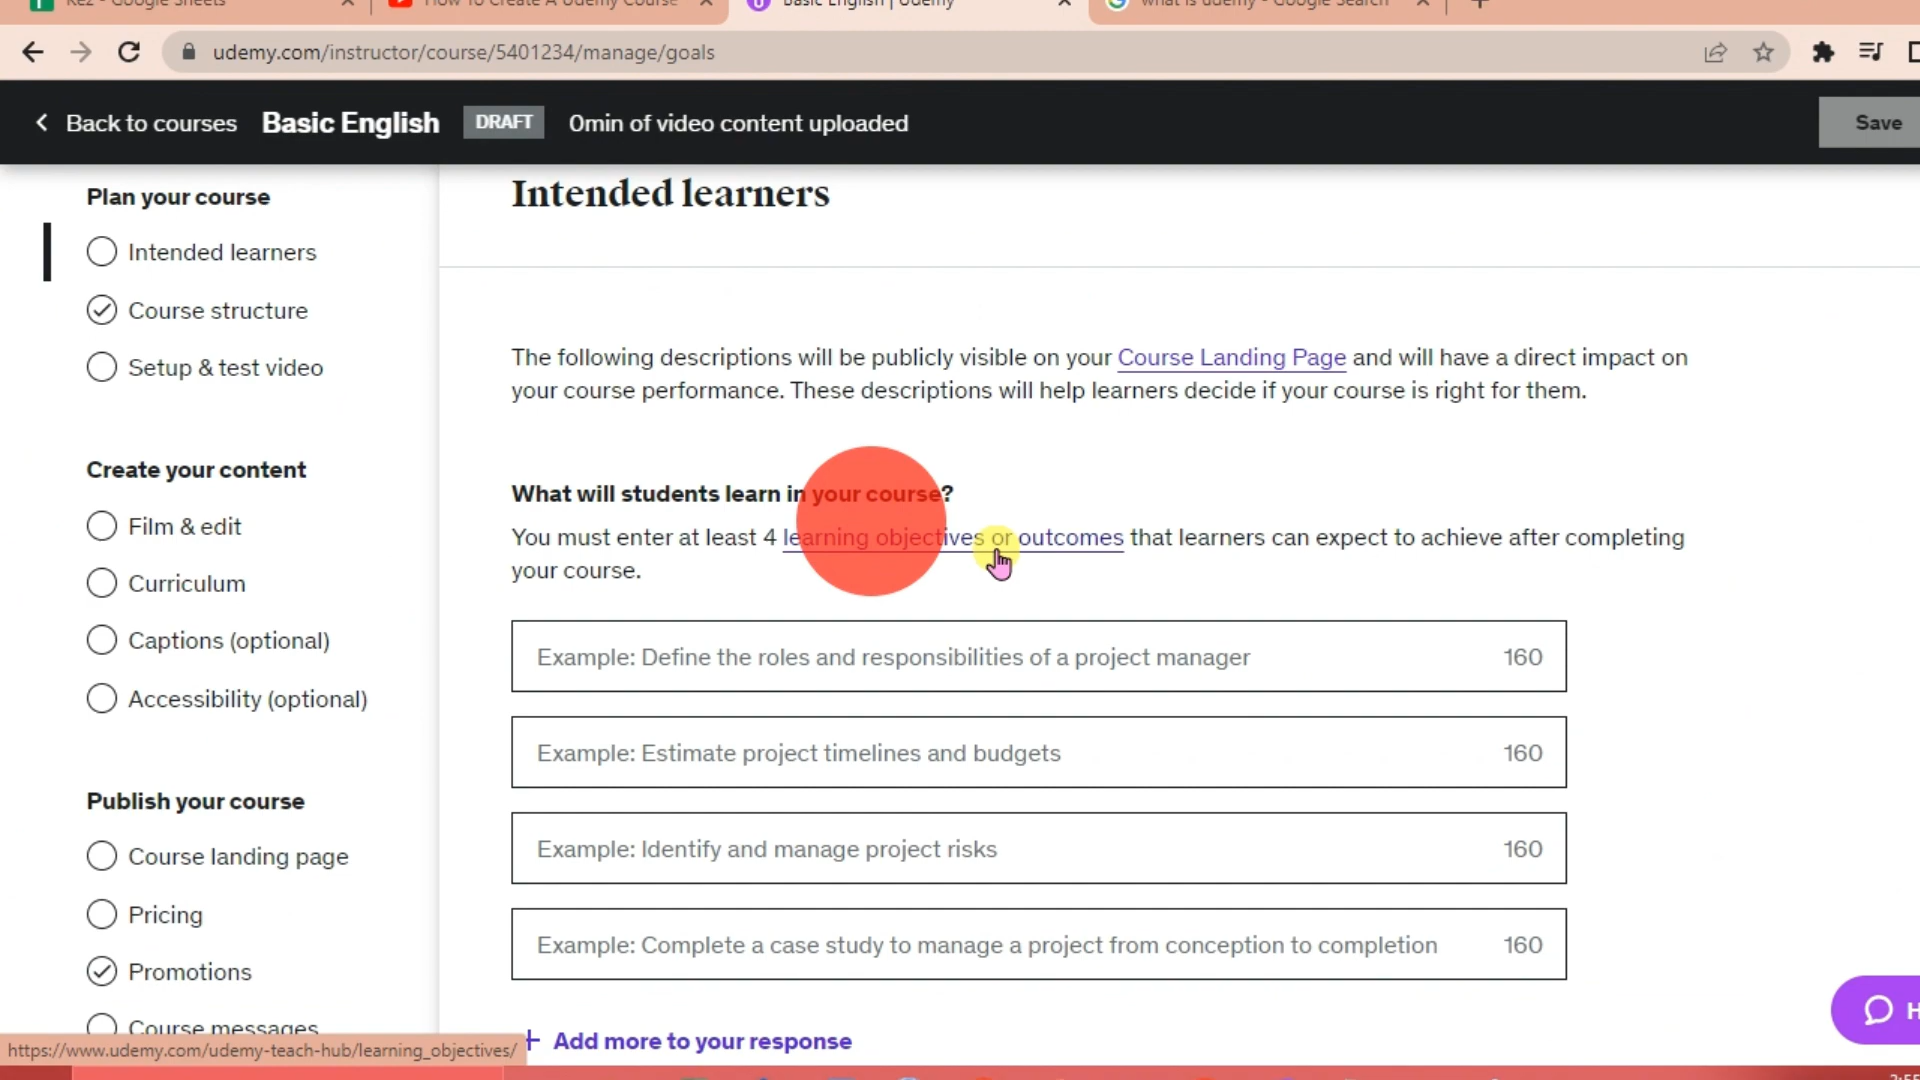 Kez - Google Sheets
How To Create A Udemy Course
Basic English | Udemy
what is udemy - Google Search
udemy.com/instructor/course/5401234/manage/goals
Back to courses Basic English DRAFT 0min of video content uploaded Save
Plan your course
Intended learners
Course structure
Setup & test video
Create your content
Film & edit
Curriculum
Captions (optional)
Accessibility (optional)
Publish your course
Course landing page
Pricing
Promotions
Course messages
https://www.udemy.com/udemy-teach-hub/learning_objectives/
Intended learners
The following descriptions will be publicly visible on your Course Landing Page and will have a direct impact on
your course performance. These descriptions will help learners decide if your course is right for them.
What will students learn in your course?
You must enter at least 4 learning objectives or outcomes that learners can expect to achieve after completing
your course.
Example: Define the roles and responsibilities of a project manager 160
Example: Estimate project timelines and budgets 160
Example: Identify and manage project risks 160
Example: Complete a case study to manage a project from conception to completion 160
+ Add more to your response